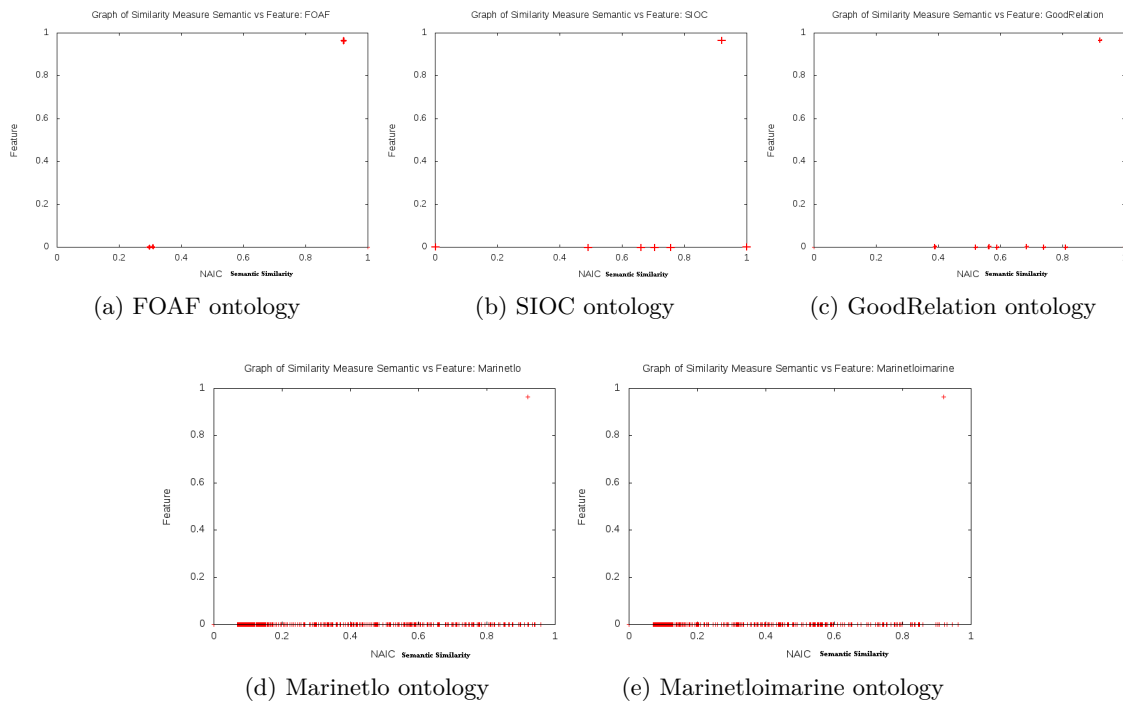 Graph of Similarity Measure Semantic vs Feature: FOAF
1
0.8
0.6
0.4
0.2
0
Feature
0 0.2 0.4 0.6 0.8 1
NAIC Semantic Similarity
(a) FOAF ontology
Graph of Similarity Measure Semantic vs Feature: SIOC
1
0.8
0.6
0.4
0.2
0
Feature
0 0.2 0.4 0.6 0.8 1
NAIC Semantic Similarity
(b) SIOC ontology
Graph of Similarity Measure Semantic vs Feature: GoodRelation
1
0.8
0.6
0.4
0.2
0
Feature
0 0.2 0.4 0.6 0.8 1
NAIC Semantic Similarity
(c) GoodRelation ontology
Graph of Similarity Measure Semantic vs Feature: Marinetlo
1
0.8
0.6
0.4
0.2
0
Feature
0 0.2 0.4 0.6 0.8 1
NAIC Semantic Similarity
(d) Marinetlo ontology
Graph of Similarity Measure Semantic vs Feature: Marinetloimarine
1
0.8
0.6
0.4
0.2
0
Feature
0 0.2 0.4 0.6 0.8 1
NAIC Semantic Similarity
(e) Marinetloimarine ontology